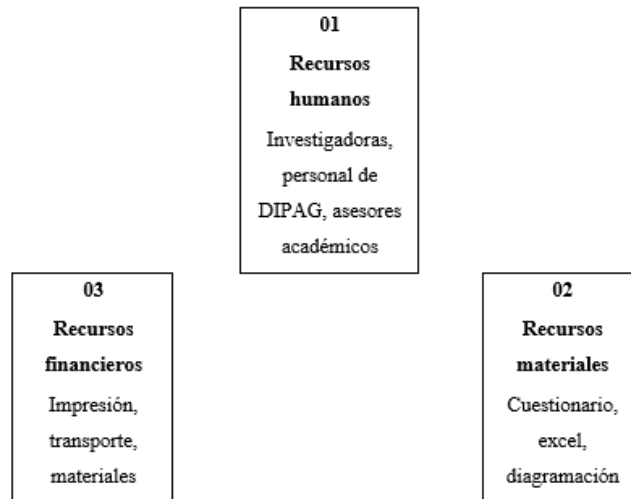 01
Recursos
humanos
Investigadoras,
personal de
DIPAG, asesores
académicos
03
Recursos
financieros
Impresión,
transporte,
materiales
02
Recursos
materiales
Cuestionario,
excel,
diagramación